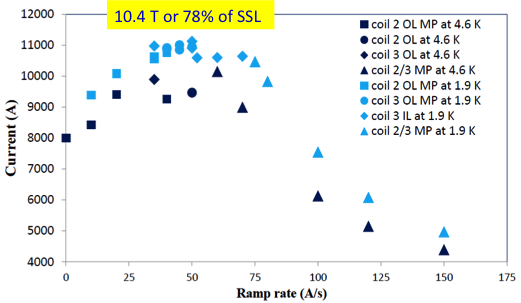 10.4 T or 78% of SSL
12000
11000
10000
9000
8000
7000
6000
5000
4000
Current (A)
0
25
50
75
100
125
150
175
Ramp rate (A/s)
coil 2 OL MP at 4.6 K
coil 2 OL at 4.6 K
coil 3 OL at 4.6 K
coil 2/3 MP at 4.6 K
coil 2 OL MP at 1.9 K
coil 3 OL MP at 1.9 K
coil 3 IL at 1.9 K
coil 2/3 MP at 1.9 K